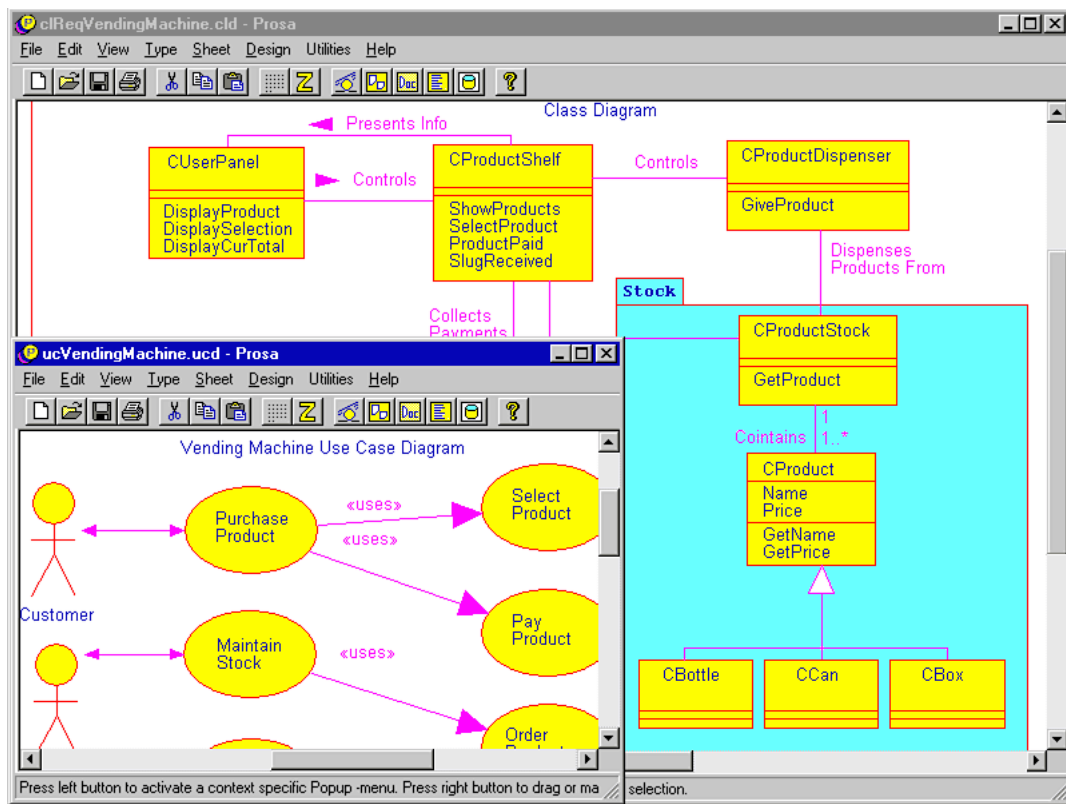 clReqVendingMachine.cld - Prosa
File Edit View Type Sheet Design Utilities Help
Z Doc ?
Class Diagram
Presents Info
CUserPanel
DisplayProduct
DisplaySelection
DisplayCurTotal
Controls
CProductShelf
ShowProducts
SelectProduct
ProductPaid
SlugReceived
Controls
CProductDispenser
GiveProduct
Dispenses
Products From
Collects
Payments
Stock
CProductStock
GetProduct
1
Cointains 1..*
CProduct
Name
Price
GetName
GetPrice
CBottle
CCan
CBox
selection.
ucVendingMachine.ucd - Prosa
File Edit View Type Sheet Design Utilities Help
Z Doc ?
Vending Machine Use Case Diagram
Customer
Purchase
Product
«uses»
«uses»
Select
Product
Pay
Product
Maintain
Stock
«uses»
Order
Press left button to activate a context specific Popup -menu. Press right button to drag or ma